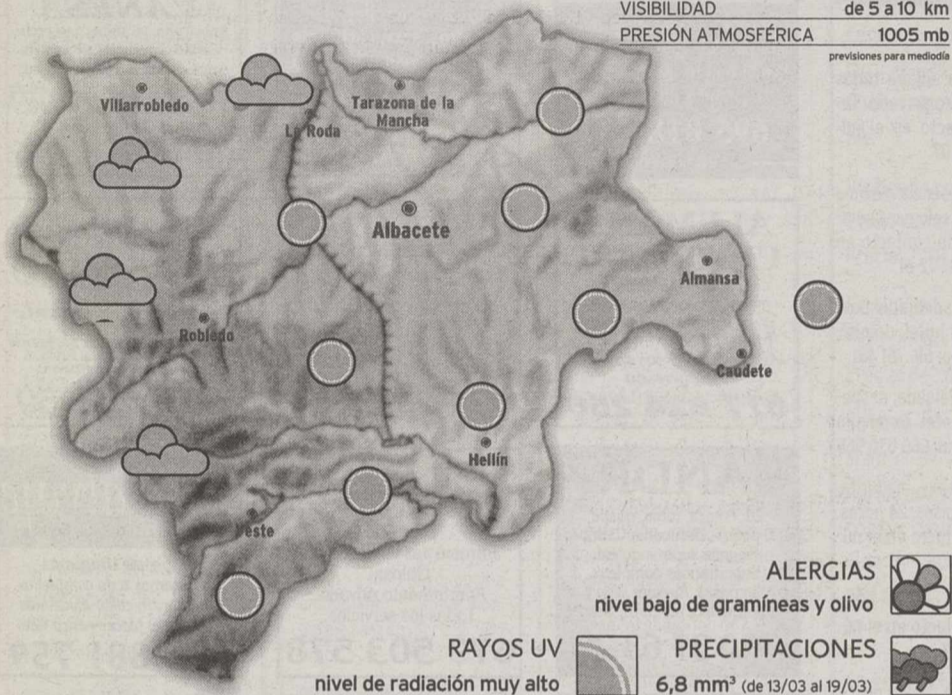 VISIBILIDAD de 5 a 10 km
PRESIÓN ATMOSFÉRICA 1005 mb
previsiones para mediodía
Villarrobledo
La Roda
Tarazona de la
Mancha
Albacete
Almansa
Robledo
Caudete
Hellín
Yeste
ALERGIAS
nivel bajo de gramíneas y olivo
RAYOS UV
nivel de radiación muy alto
PRECIPITACIONES
6,8 mm³ (de 13/03 al 19/03)